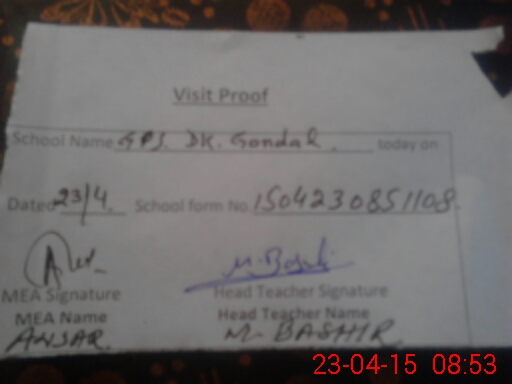 Visit Proof
School Name GPS. DK. Gondal. today on
Dated 23/4. School form No. 1504230851108
M. Bashir
MEA Signature Head Teacher Signature
MEA Name Head Teacher Name
ANSAR. M. BASHIR
23-04-15 08:53